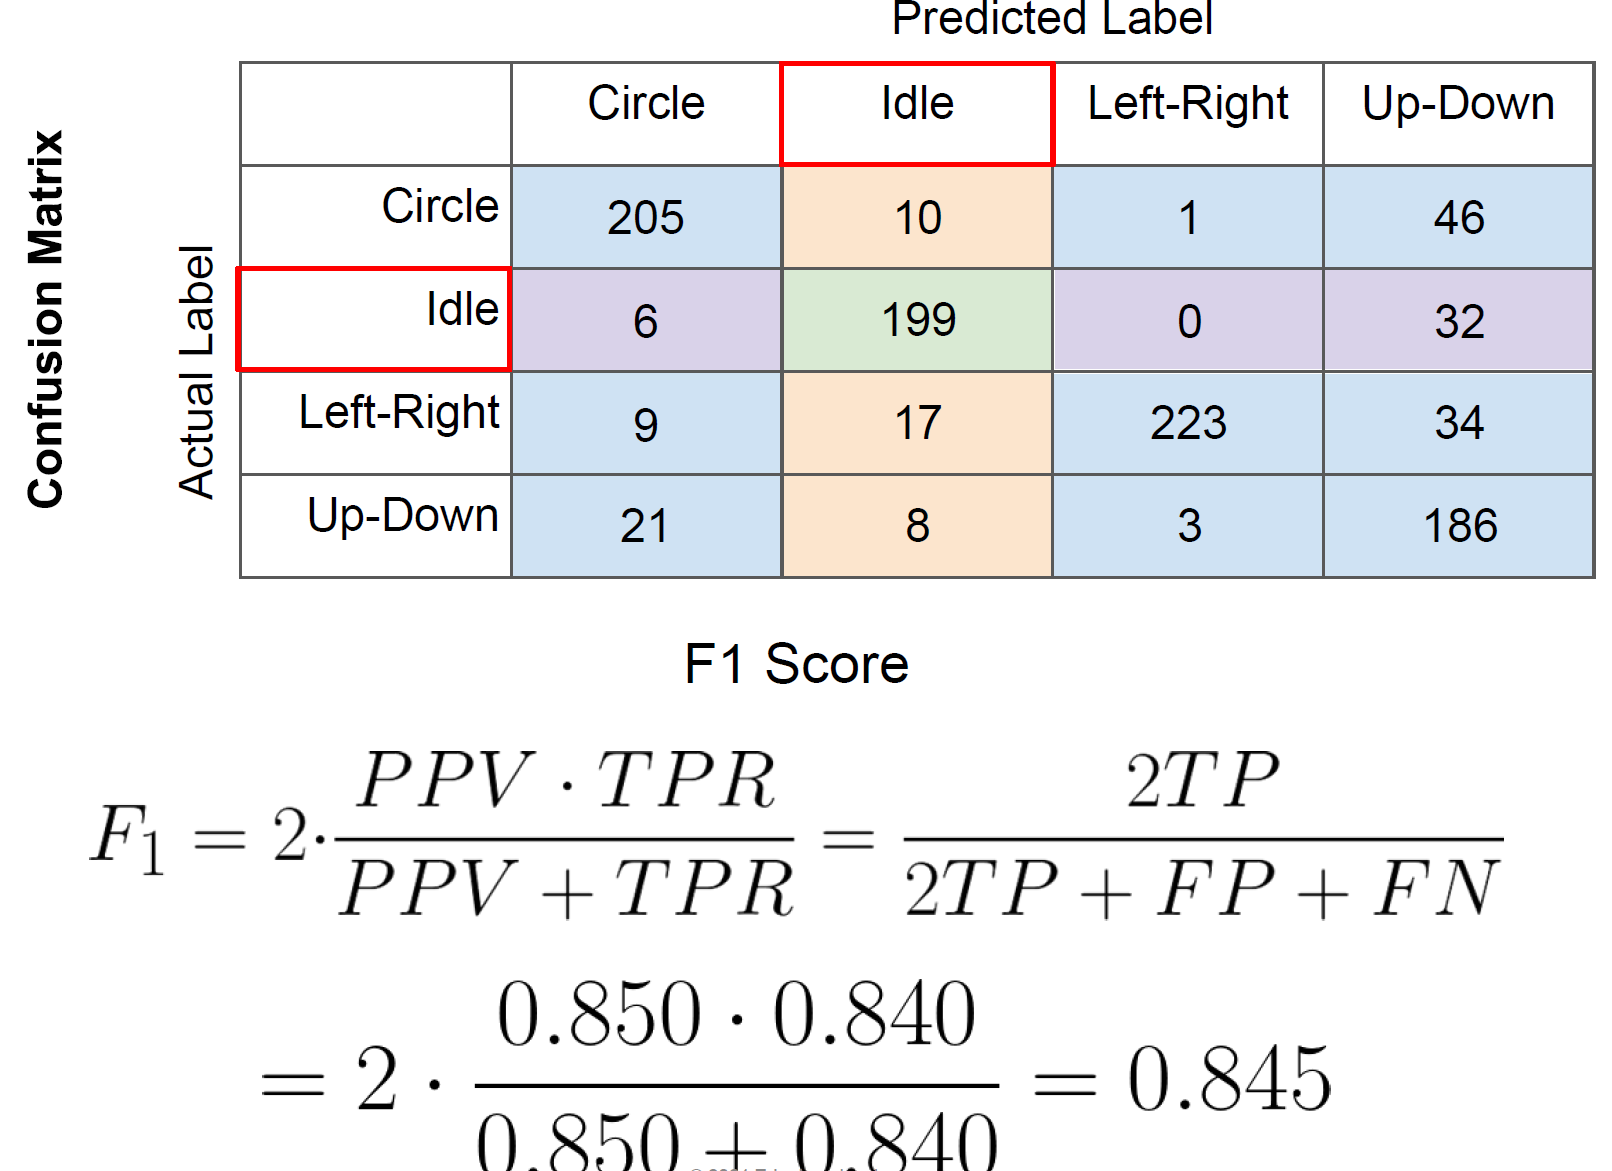 Predicted Label
Confusion Matrix
Actual Label
Circle Idle Left-Right Up-Down
Circle 205 10 1 46
Idle 6 199 0 32
Left-Right 9 17 223 34
Up-Down 21 8 3 186
F1 Score
F₁ = 2· PPV · TPR / PPV + TPR = 2TP / 2TP + FP + FN
= 2 · 0.850 · 0.840 / 0.850 + 0.840 = 0.845